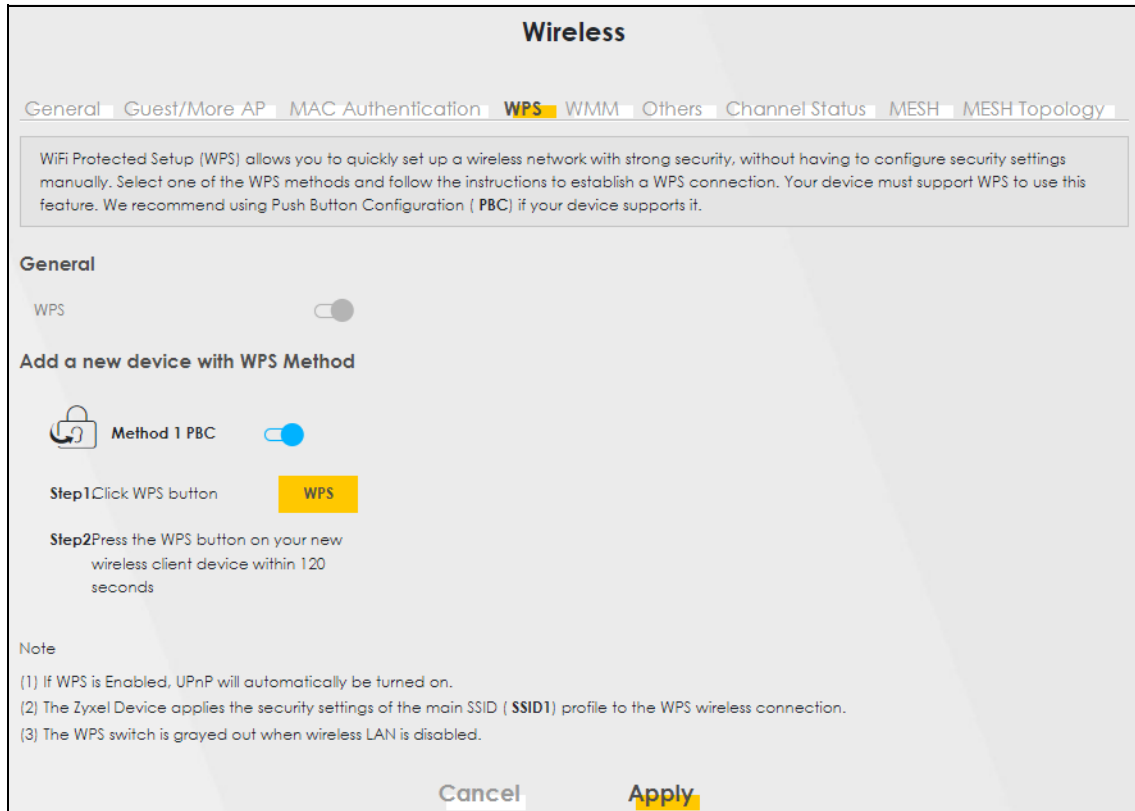 Wireless
General Guest/More AP MAC Authentication WPS WMM Others Channel Status MESH MESH Topology
WiFi Protected Setup (WPS) allows you to quickly set up a wireless network with strong security, without having to configure security settings
manually. Select one of the WPS methods and follow the instructions to establish a WPS connection. Your device must support WPS to use this
feature. We recommend using Push Button Configuration ( PBC) if your device supports it.
General
WPS
Add a new device with WPS Method
Method 1 PBC
Step1.Click WPS button WPS
Step2Press the WPS button on your new
wireless client device within 120
seconds
Note
(1) If WPS is Enabled, UPnP will automatically be turned on.
(2) The Zyxel Device applies the security settings of the main SSID ( SSID1) profile to the WPS wireless connection.
(3) The WPS switch is grayed out when wireless LAN is disabled.
Cancel Apply